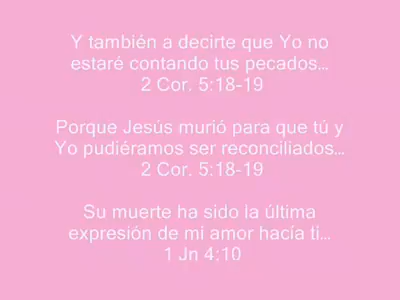 Y también a decirte que Yo no
estaré contando tus pecados...
2 Cor. 5:18-19
Porque Jesús murió para que tú y
Yo pudiéramos ser reconciliados...
2 Cor. 5:18-19
Su muerte ha sido la última
expresión de mi amor hacía ti...
1 Jn 4:10